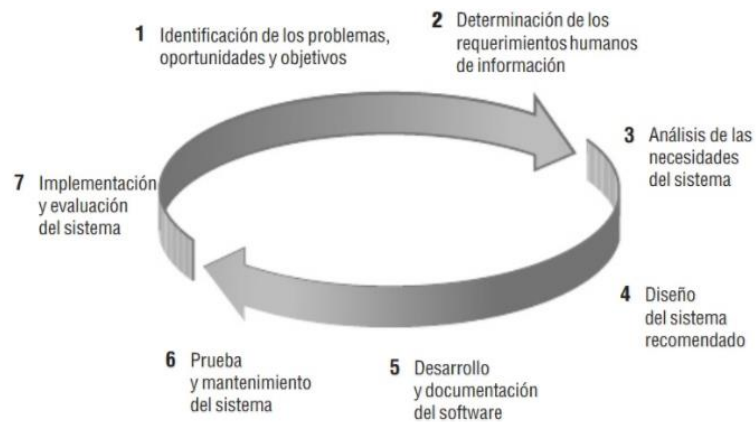 1 Identificación de los problemas,
oportunidades y objetivos
2 Determinación de los
requerimientos humanos
de información
3 Análisis de las
necesidades
del sistema
4 Diseño
del sistema
recomendado
5 Desarrollo
y documentación
del software
6 Prueba
y mantenimiento
del sistema
7 Implementación
y evaluación
del sistema